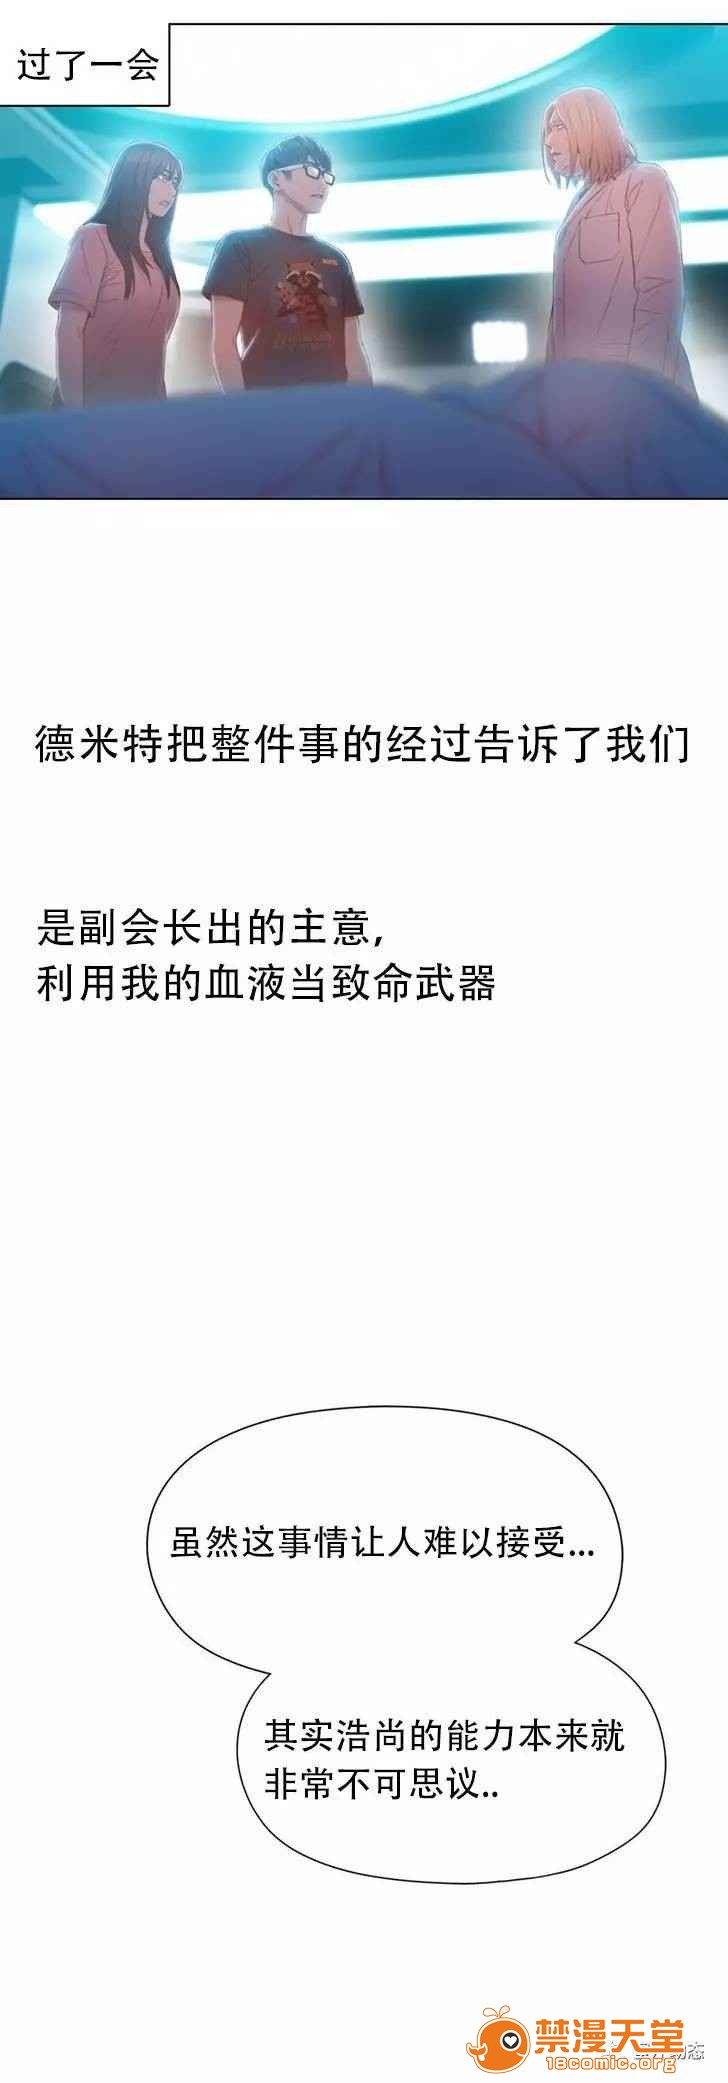 过了一会
德米特把整件事的经过告诉了我们
是副会长出的主意,
利用我的血液当致命武器
虽然这事情让人难以接受...
其实浩尚的能力本来就
非常不可思议..
禁漫天堂
18comic.org